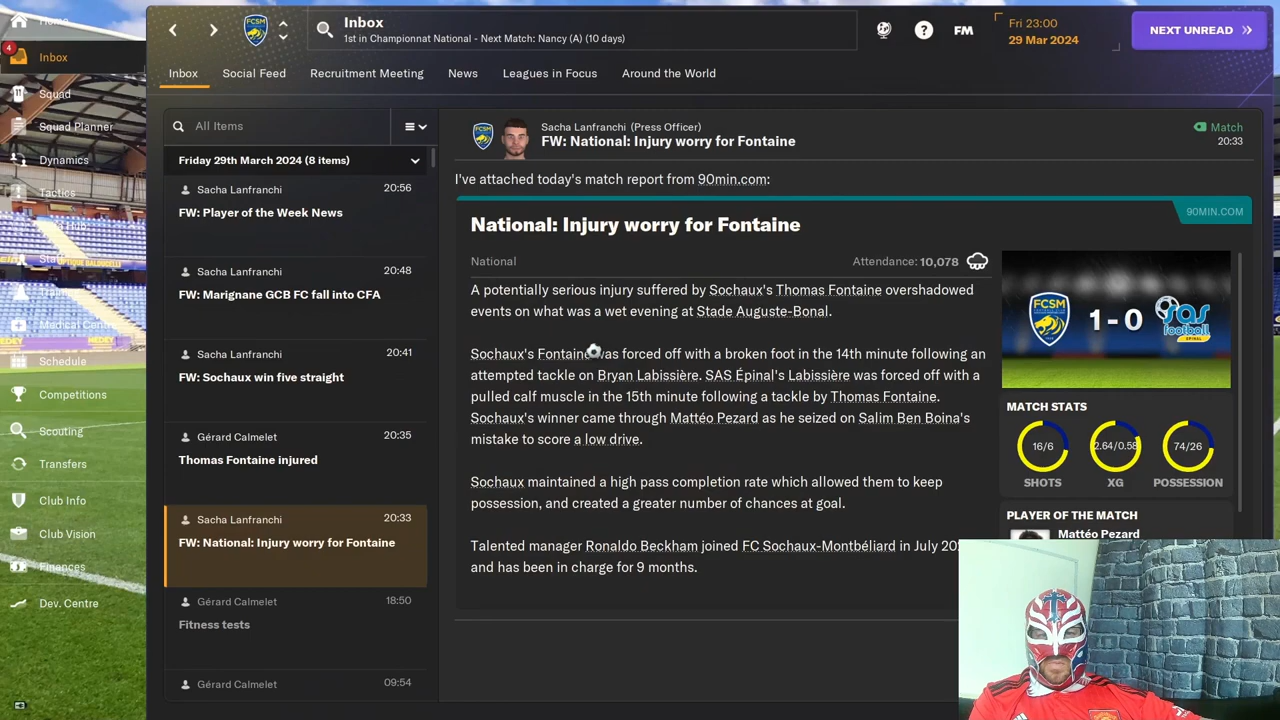 Home
4
Inbox
Squad
Squad Planner
Dynamics
Tactics
Medical Centre
Schedule
Competitions
Scouting
Transfers
Club Info
Club Vision
Finances
Dev. Centre
FCSM
Inbox
1st in Championnat National - Next Match: Nancy (A) (10 days)
?
FM
Fri 23:00
29 Mar 2024
NEXT UNREAD
Inbox
Social Feed
Recruitment Meeting
News
Leagues in Focus
Around the World
All Items
Friday 29th March 2024 (8 items)
Sacha Lanfranchi 20:56
FW: Player of the Week News
Sacha Lanfranchi 20:48
FW: Marignane GCB FC fall into CFA
Sacha Lanfranchi 20:41
FW: Sochaux win five straight
Gérard Calmelet 20:35
Thomas Fontaine injured
Sacha Lanfranchi 20:33
FW: National: Injury worry for Fontaine
Gérard Calmelet 18:50
Fitness tests
Gérard Calmelet 09:54
FCSM
Sacha Lanfranchi (Press Officer)
FW: National: Injury worry for Fontaine
Match
20:33
I've attached today's match report from 90min.com:
90MIN.COM
National: Injury worry for Fontaine
National
Attendance: 10,078
A potentially serious injury suffered by Sochaux's Thomas Fontaine overshadowed
events on what was a wet evening at Stade Auguste-Bonal.
Sochaux's Fontaine was forced off with a broken foot in the 14th minute following an
attempted tackle on Bryan Labissière. SAS Épinal's Labissière was forced off with a
pulled calf muscle in the 15th minute following a tackle by Thomas Fontaine.
Sochaux's winner came through Mattéo Pezard as he seized on Salim Ben Boina's
mistake to score a low drive.
Sochaux maintained a high pass completion rate which allowed them to keep
possession, and created a greater number of chances at goal.
Talented manager Ronaldo Beckham joined FC Sochaux-Montbéliard in July
and has been in charge for 9 months.
FCSM
1 - 0
sas
football
EPINAL
MATCH STATS
16/6
2.64/0.58
74/26
SHOTS
XG
POSSESSION
PLAYER OF THE MATCH
Mattéo Pezard